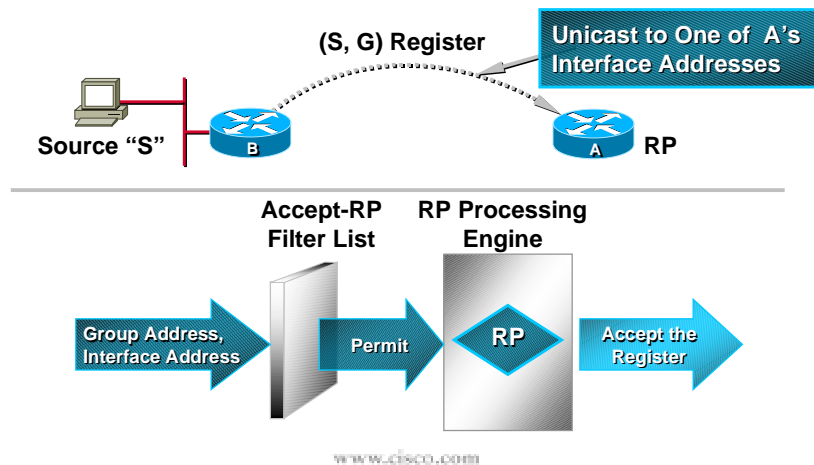 (S, G) Register
Unicast to One of A's
Interface Addresses
Source “S”
B
A
RP
Accept-RP
Filter List
RP Processing
Engine
Group Address,
Interface Address
Permit
RP
Accept the
Register
www.cisco.com